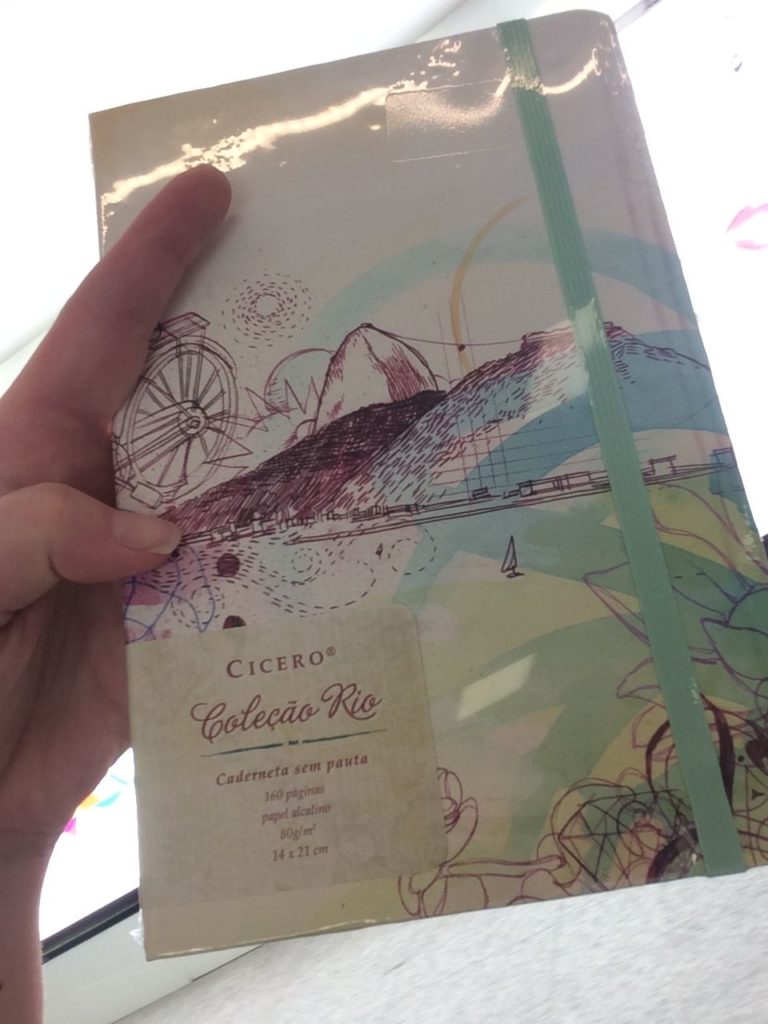 CICERO®
Coleção Rio
Caderneta sem pauta
160 páginas
papel alcalino
80g/m²
14 x 21 cm